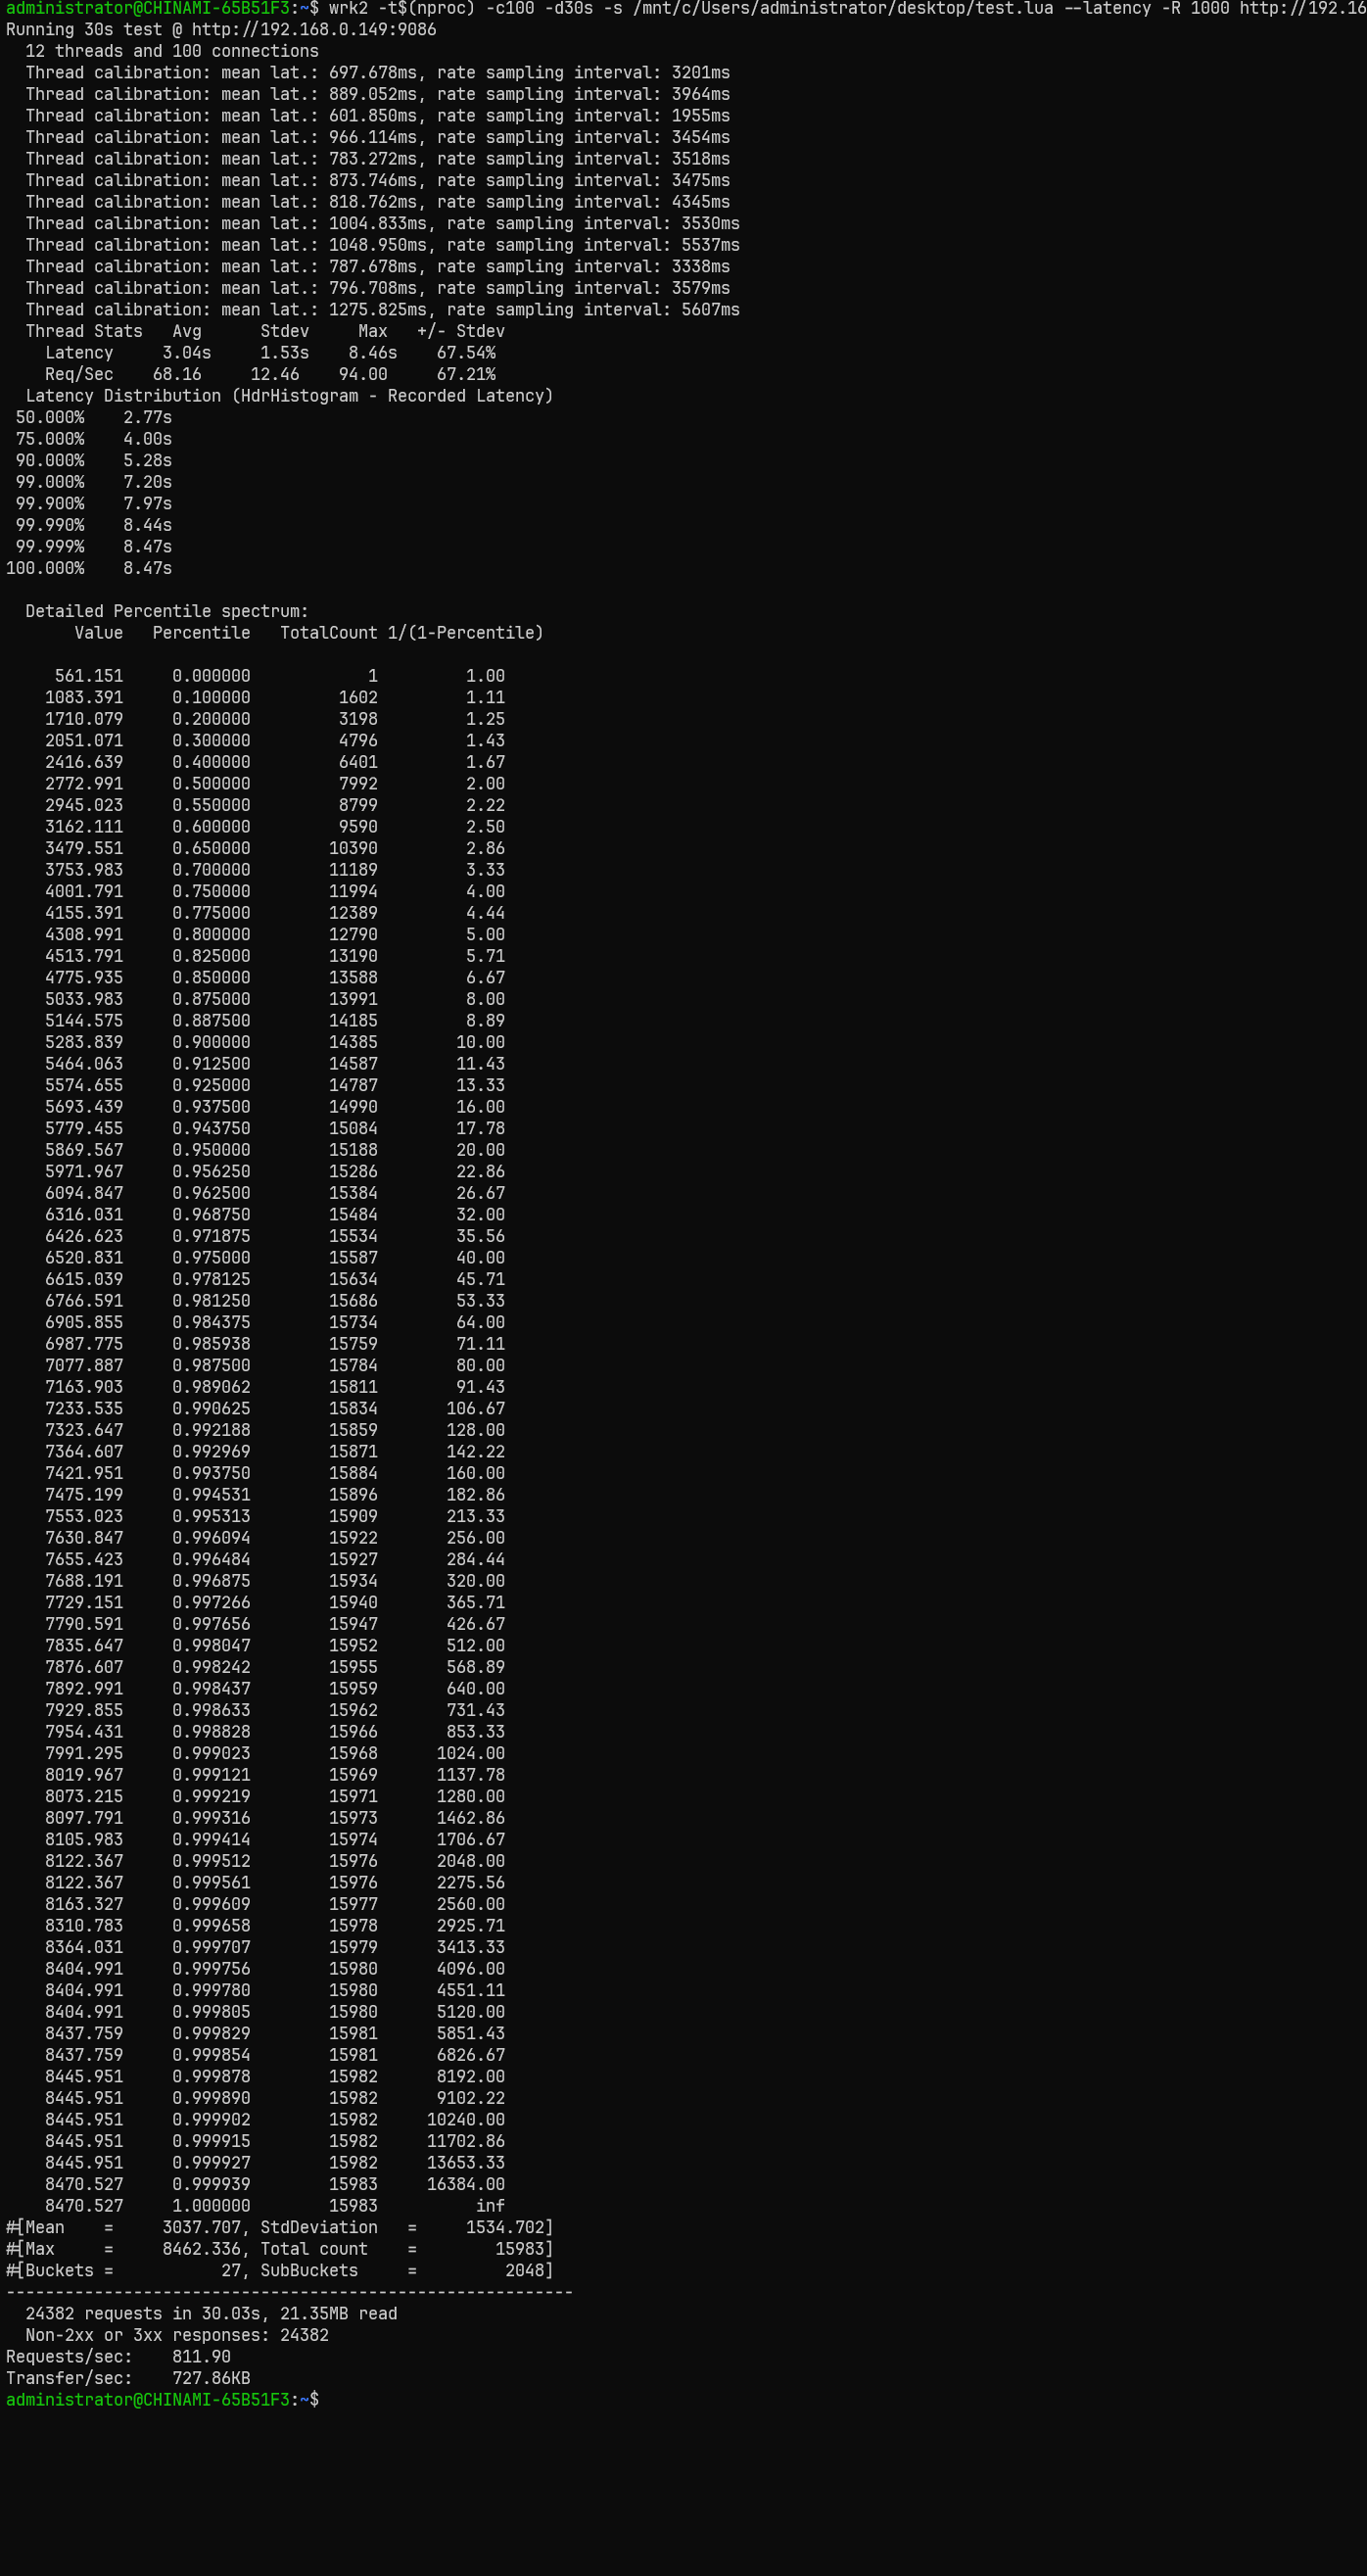 administrator@CHINAMI-65B51F3:~$ wrk2 -t$(nproc) -c100 -d30s -s /mnt/c/Users/administrator/desktop/test.lua --latency -R 1000 http://192.16
Running 30s test @ http://192.168.0.149:9086
  12 threads and 100 connections
  Thread calibration: mean lat.: 697.678ms, rate sampling interval: 3201ms
  Thread calibration: mean lat.: 889.052ms, rate sampling interval: 3964ms
  Thread calibration: mean lat.: 601.850ms, rate sampling interval: 1955ms
  Thread calibration: mean lat.: 966.114ms, rate sampling interval: 3454ms
  Thread calibration: mean lat.: 783.272ms, rate sampling interval: 3518ms
  Thread calibration: mean lat.: 873.746ms, rate sampling interval: 3475ms
  Thread calibration: mean lat.: 818.762ms, rate sampling interval: 4345ms
  Thread calibration: mean lat.: 1004.833ms, rate sampling interval: 3530ms
  Thread calibration: mean lat.: 1048.950ms, rate sampling interval: 5537ms
  Thread calibration: mean lat.: 787.678ms, rate sampling interval: 3338ms
  Thread calibration: mean lat.: 796.708ms, rate sampling interval: 3579ms
  Thread calibration: mean lat.: 1275.825ms, rate sampling interval: 5607ms
  Thread Stats   Avg      Stdev     Max   +/- Stdev
    Latency     3.04s     1.53s    8.46s    67.54%
    Req/Sec    68.16     12.46    94.00     67.21%
  Latency Distribution (HdrHistogram - Recorded Latency)
 50.000%    2.77s
 75.000%    4.00s
 90.000%    5.28s
 99.000%    7.20s
 99.900%    7.97s
 99.990%    8.44s
 99.999%    8.47s
100.000%    8.47s
  Detailed Percentile spectrum:
       Value   Percentile   TotalCount 1/(1-Percentile)
     561.151     0.000000            1         1.00
    1083.391     0.100000         1602         1.11
    1710.079     0.200000         3198         1.25
    2051.071     0.300000         4796         1.43
    2416.639     0.400000         6401         1.67
    2772.991     0.500000         7992         2.00
    2945.023     0.550000         8799         2.22
    3162.111     0.600000         9590         2.50
    3479.551     0.650000        10390         2.86
    3753.983     0.700000        11189         3.33
    4001.791     0.750000        11994         4.00
    4155.391     0.775000        12389         4.44
    4308.991     0.800000        12790         5.00
    4513.791     0.825000        13190         5.71
    4775.935     0.850000        13588         6.67
    5033.983     0.875000        13991         8.00
    5144.575     0.887500        14185         8.89
    5283.839     0.900000        14385        10.00
    5464.063     0.912500        14587        11.43
    5574.655     0.925000        14787        13.33
    5693.439     0.937500        14990        16.00
    5779.455     0.943750        15084        17.78
    5869.567     0.950000        15188        20.00
    5971.967     0.956250        15286        22.86
    6094.847     0.962500        15384        26.67
    6316.031     0.968750        15484        32.00
    6426.623     0.971875        15534        35.56
    6520.831     0.975000        15587        40.00
    6615.039     0.978125        15634        45.71
    6766.591     0.981250        15686        53.33
    6905.855     0.984375        15734        64.00
    6987.775     0.985938        15759        71.11
    7077.887     0.987500        15784        80.00
    7163.903     0.989062        15811        91.43
    7233.535     0.990625        15834       106.67
    7323.647     0.992188        15859       128.00
    7364.607     0.992969        15871       142.22
    7421.951     0.993750        15884       160.00
    7475.199     0.994531        15896       182.86
    7553.023     0.995313        15909       213.33
    7630.847     0.996094        15922       256.00
    7655.423     0.996484        15927       284.44
    7688.191     0.996875        15934       320.00
    7729.151     0.997266        15940       365.71
    7790.591     0.997656        15947       426.67
    7835.647     0.998047        15952       512.00
    7876.607     0.998242        15955       568.89
    7892.991     0.998437        15959       640.00
    7929.855     0.998633        15962       731.43
    7954.431     0.998828        15966       853.33
    7991.295     0.999023        15968      1024.00
    8019.967     0.999121        15969      1137.78
    8073.215     0.999219        15971      1280.00
    8097.791     0.999316        15973      1462.86
    8105.983     0.999414        15974      1706.67
    8122.367     0.999512        15976      2048.00
    8122.367     0.999561        15976      2275.56
    8163.327     0.999609        15977      2560.00
    8310.783     0.999658        15978      2925.71
    8364.031     0.999707        15979      3413.33
    8404.991     0.999756        15980      4096.00
    8404.991     0.999780        15980      4551.11
    8404.991     0.999805        15980      5120.00
    8437.759     0.999829        15981      5851.43
    8437.759     0.999854        15981      6826.67
    8445.951     0.999878        15982      8192.00
    8445.951     0.999890        15982      9102.22
    8445.951     0.999902        15982     10240.00
    8445.951     0.999915        15982     11702.86
    8445.951     0.999927        15982     13653.33
    8470.527     0.999939        15983     16384.00
    8470.527     1.000000        15983          inf
#[Mean    =     3037.707, StdDeviation   =     1534.702]
#[Max     =     8462.336, Total count    =        15983]
#[Buckets =           27, SubBuckets     =         2048]
----------------------------------------------------------
  24382 requests in 30.03s, 21.35MB read
  Non-2xx or 3xx responses: 24382
Requests/sec:    811.90
Transfer/sec:    727.86KB
administrator@CHINAMI-65B51F3:~$